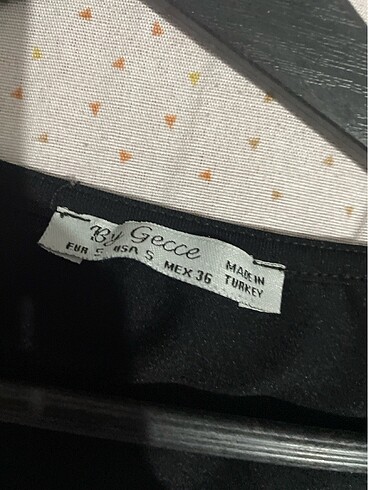 By Gecce
EUR S USA S MEX 36
MADE IN
TURKEY